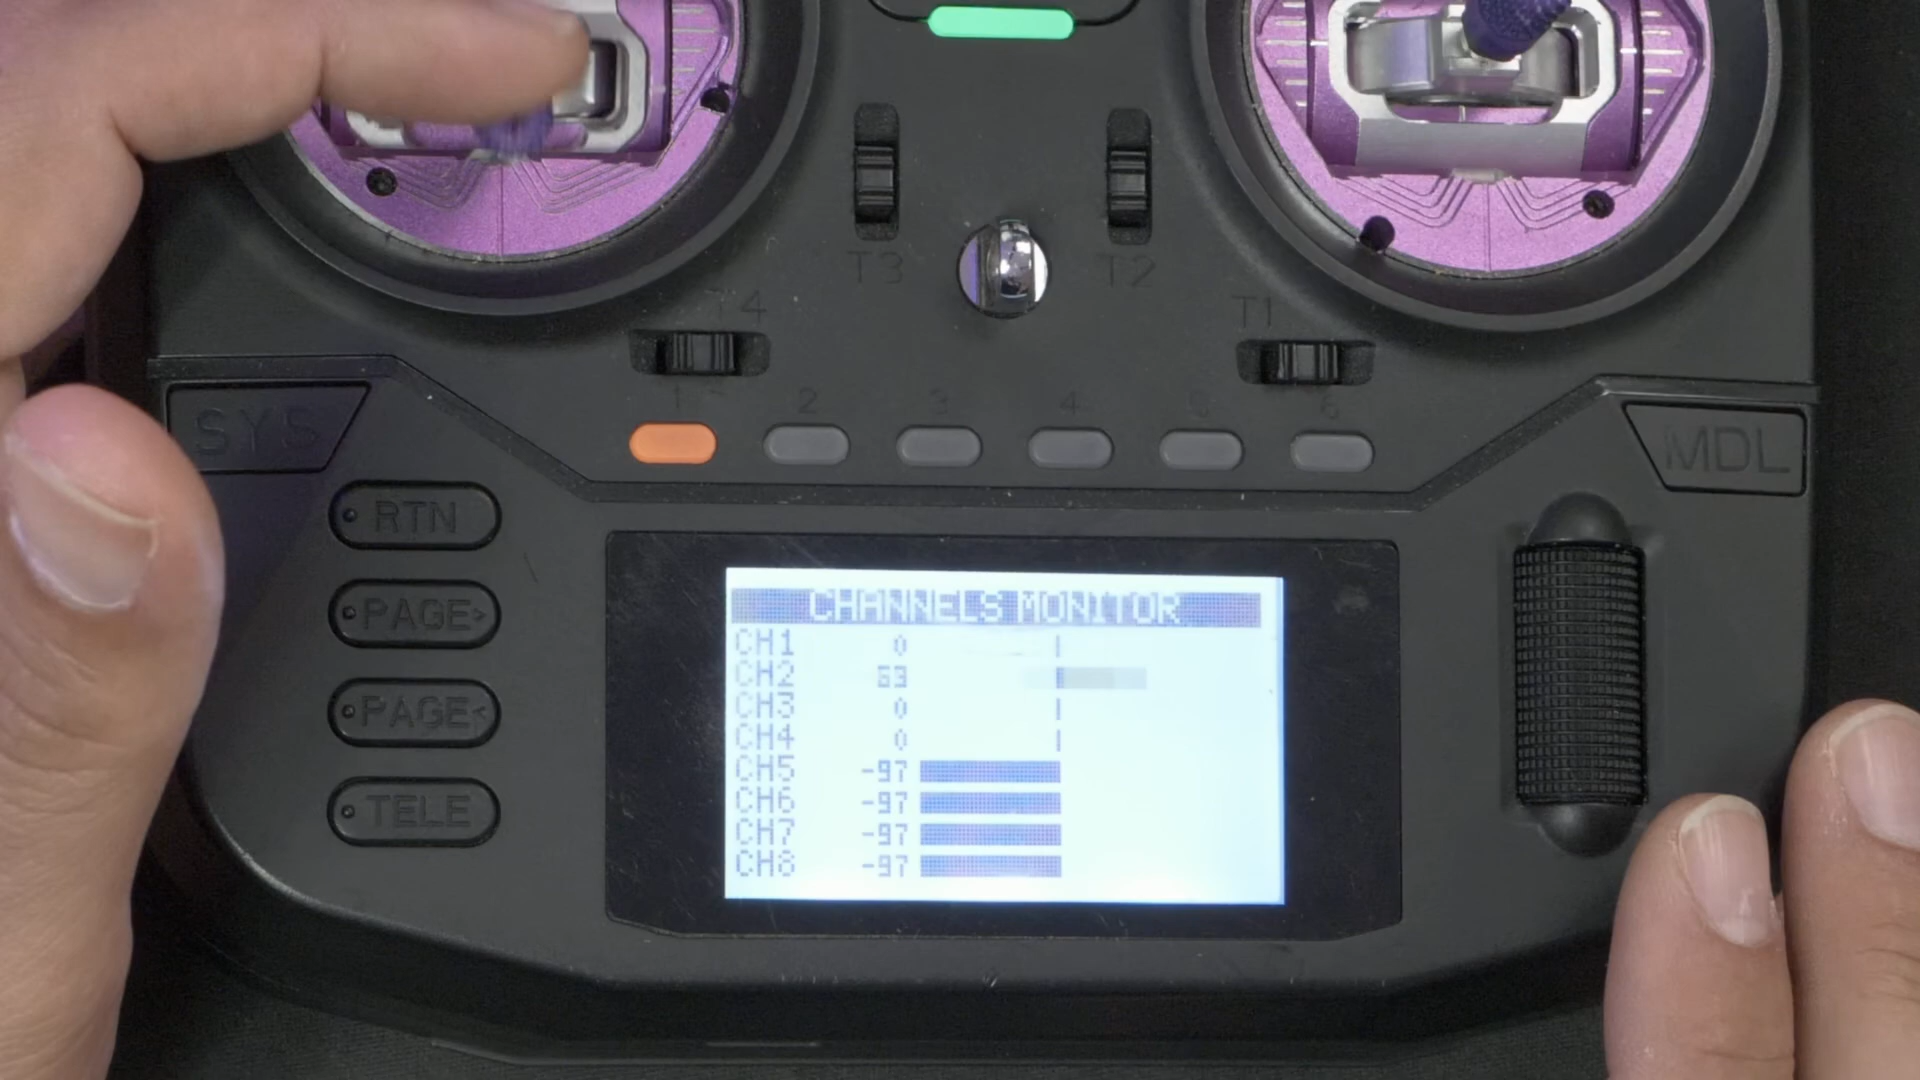 T3
T2
T4
T1
1
2
3
4
5
6
SYS
MDL
RTN
PAGE>
PAGE<
TELE
CHANNELS MONITOR
CH1 0
CH2 63
CH3 0
CH4 0
CH5 -97
CH6 -97
CH7 -97
CH8 -97